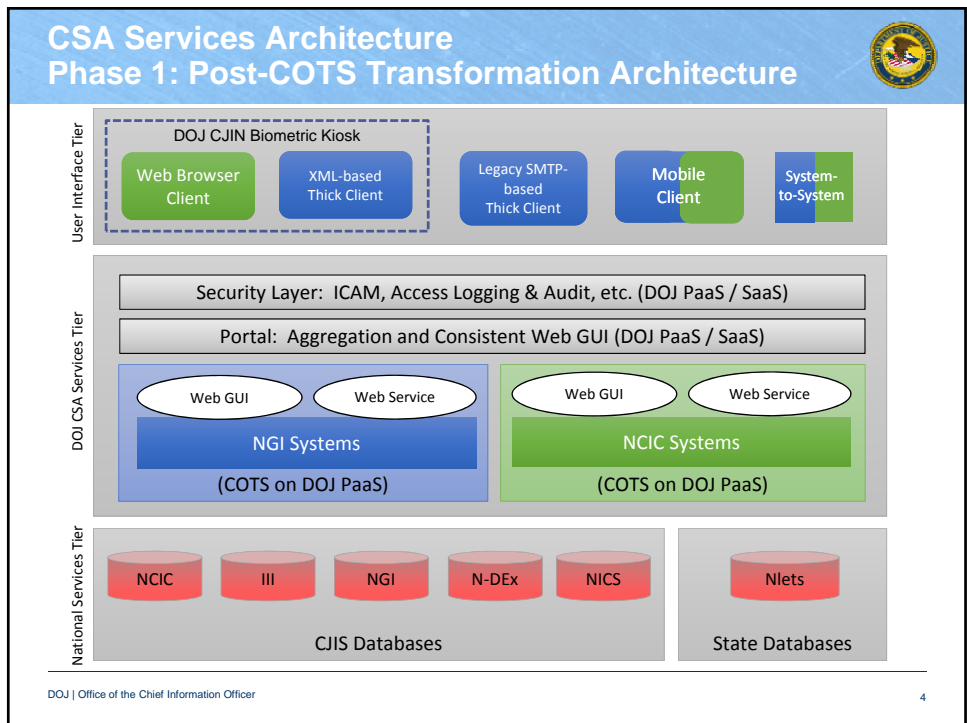 CSA Services Architecture
Phase 1: Post-COTS Transformation Architecture
User Interface Tier
DOJ CJIN Biometric Kiosk
Web Browser
Client
XML-based
Thick Client
Legacy SMTP-
based
Thick Client
Mobile
Client
System-
to-System
DOJ CSA Services Tier
Security Layer: ICAM, Access Logging & Audit, etc. (DOJ PaaS / SaaS)
Portal: Aggregation and Consistent Web GUI (DOJ PaaS / SaaS)
Web GUI
Web Service
NGI Systems
(COTS on DOJ PaaS)
Web GUI
Web Service
NCIC Systems
(COTS on DOJ PaaS)
National Services Tier
NCIC
III
NGI
N-DEx
NICS
CJIS Databases
Nlets
State Databases
DOJ | Office of the Chief Information Officer
4